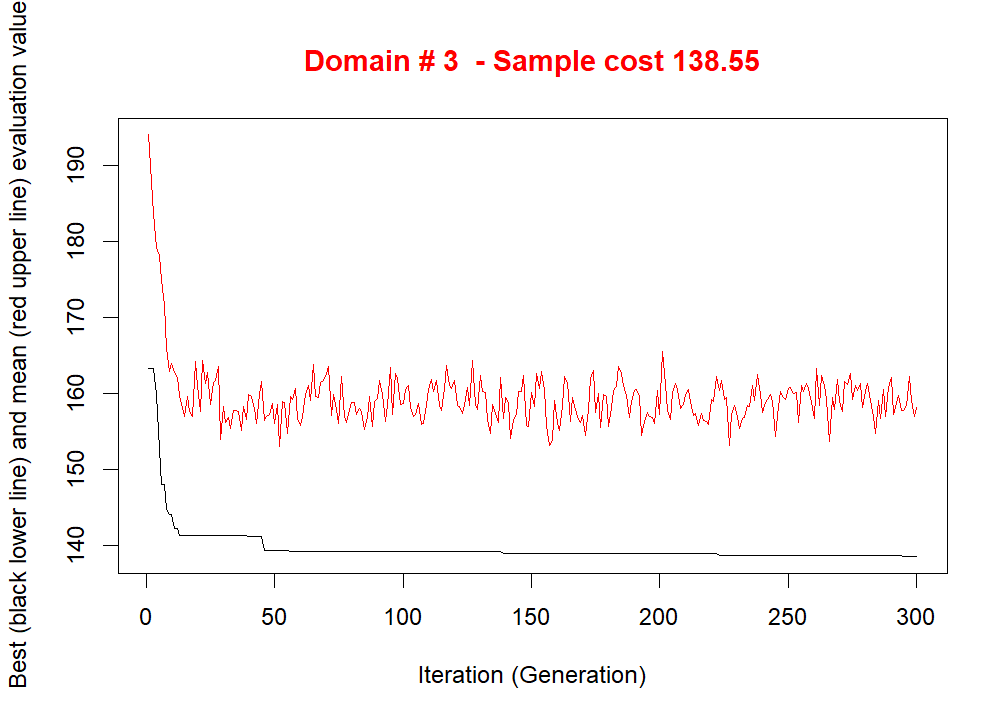 Domain # 3  - Sample cost 138.55
Best (black lower line) and mean (red upper line) evaluation value
190
180
170
160
150
140
0 50 100 150 200 250 300
Iteration (Generation)